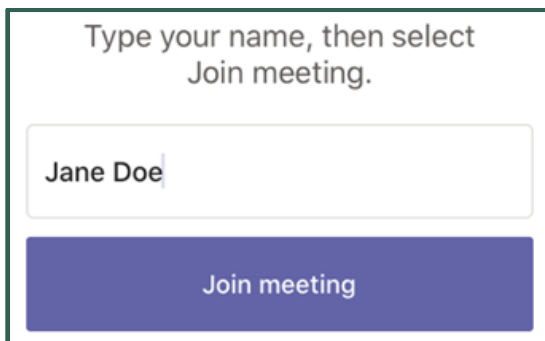 Type your name, then select
Join meeting.
Jane Doe
Join meeting